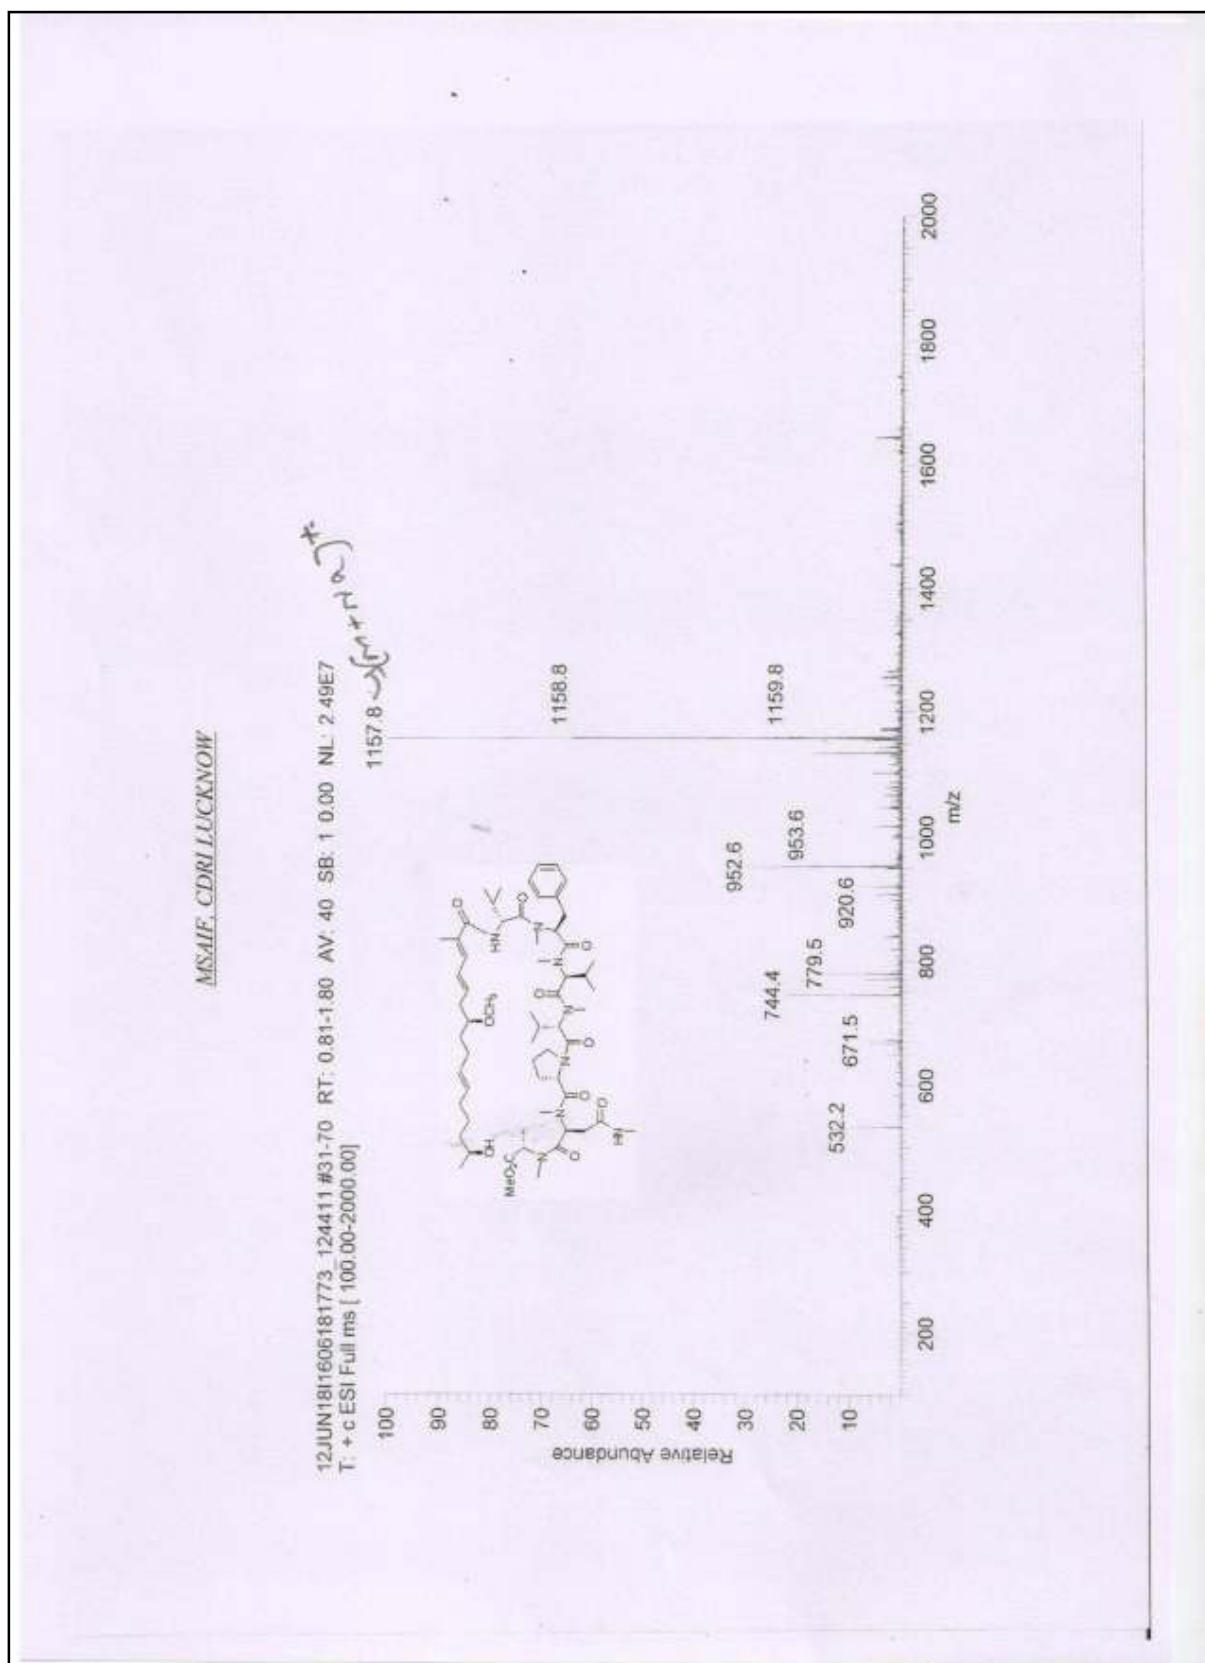 MSAIF, CDRI LUCKNOW
12JUN18I1606181773_124411 #31-70 RT: 0.81-1.80 AV: 40 SB: 1 0.00 NL: 2.49E7
T: + c ESI Full ms [ 100.00-2000.00]
1157.8 → (M+Na)+
100
90
80
70
60
50
40
30
20
10
Relative Abundance
1158.8
1159.8
952.6
953.6
920.6
779.5
744.4
671.5
532.2
O
HN
O
N
OCH3
N
O
O
N
O
N
O
N
OH
MeO2C
N
O
O
HN
200
400
600
800
1000
1200
1400
1600
1800
2000
m/z